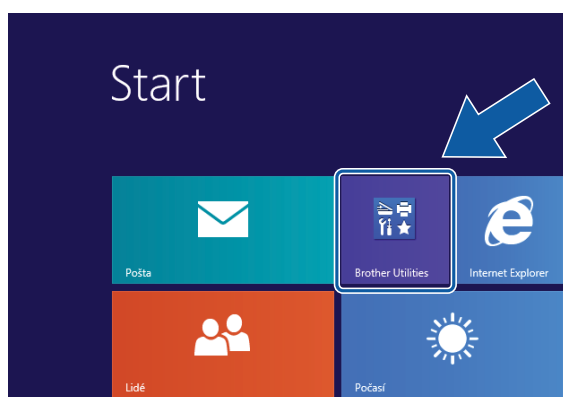 Start
Pošta
Brother Utilities
Internet Explorer
Lidé
Počasí